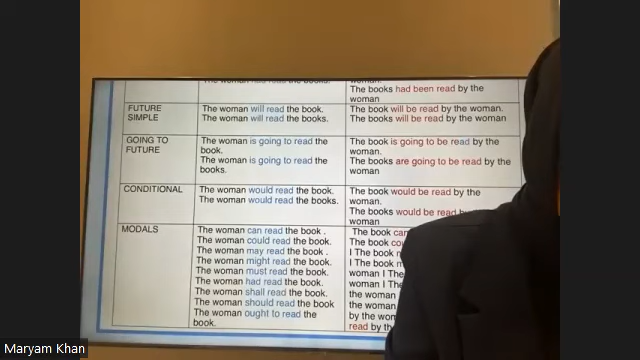 The books had been read by the
woman
FUTURE
SIMPLE
The woman will read the book.
The woman will read the books.
The book will be read by the woman.
The books will be read by the woman
GOING TO
FUTURE
The woman is going to read the
book.
The woman is going to read the
books.
The book is going to be read by the
woman.
The books are going to be read by the
woman
CONDITIONAL
The woman would read the book.
The woman would read the books.
The book would be read by the
woman.
The books would be read by
woman
MODALS
The woman can read the book .
The woman could read the book.
The woman may read the book .
The woman might read the book.
The woman must read the book.
The woman had read the book.
The woman shall read the book.
The woman should read the book
The woman ought to read the
book.
The book can
The book
I The book
I The book
woman I The
woman I The
the woman
the woman
by the
read by
Maryam Khan